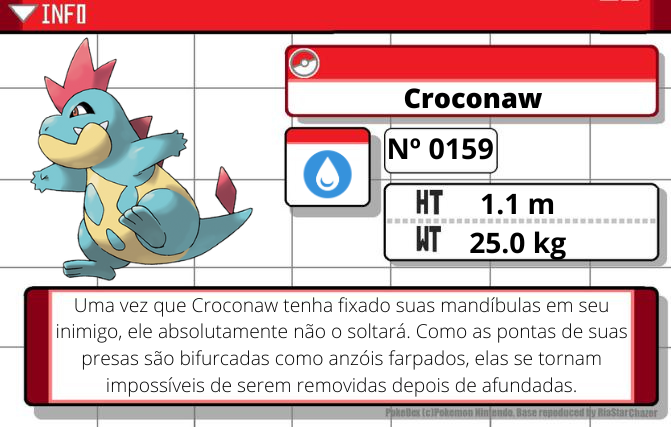 INFO
Croconaw
Nº 0159
HT 1.1 m
WT 25.0 kg
Uma vez que Croconaw tenha fixado suas mandíbulas em seu
inimigo, ele absolutamente não o soltará. Como as pontas de suas
presas são bifurcadas como anzóis farpados, elas se tornam
impossíveis de serem removidas depois de afundadas.
PokeDex (c)Pokemon Nintendo. Base reproduced by RiaStarChazer